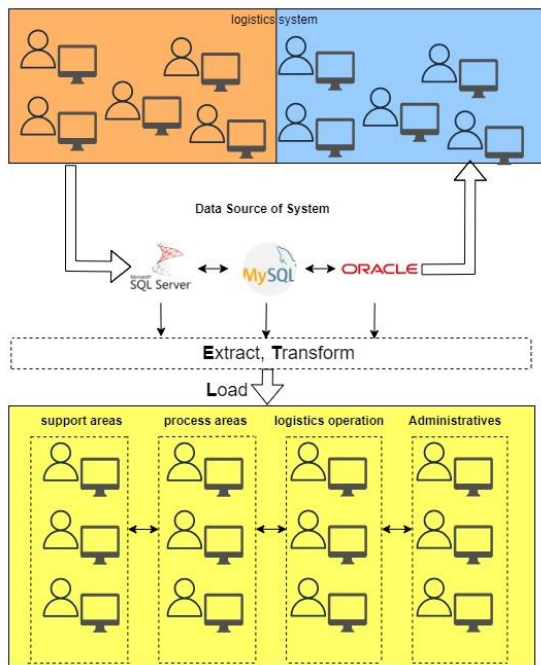 logistics system
Data Source of System
Microsoft
SQL Server
MySQL
ORACLE
Extract, Transform
Load
support areas
process areas
logistics operation
Administratives